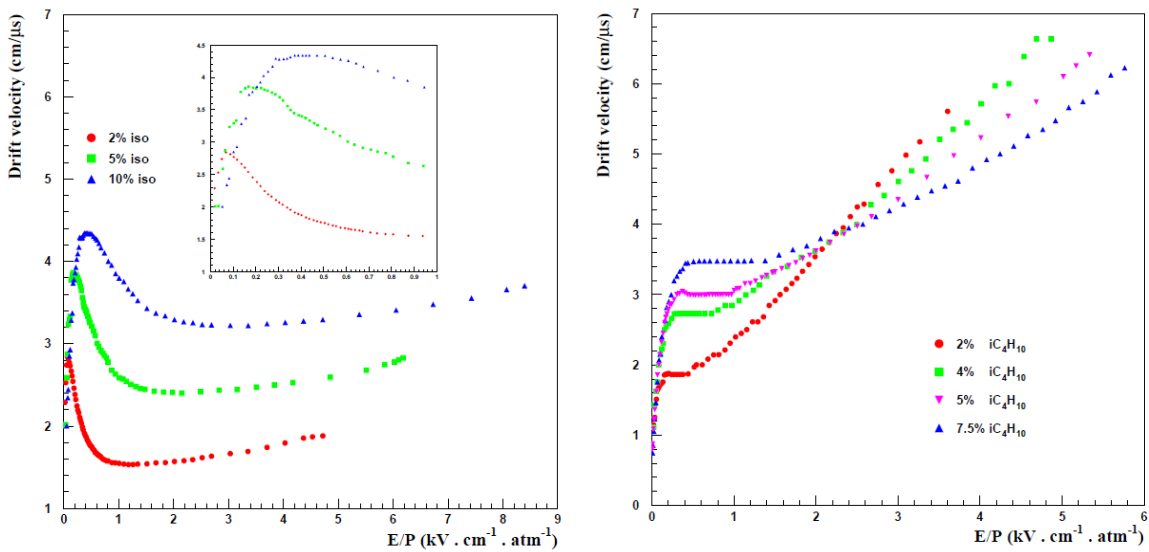 Drift velocity (cm/μs)
7
6
5
4
3
2
1
0 1 2 3 4 5 6 7 8 9
E/P (kV . cm⁻¹ . atm⁻¹)
2% iso
5% iso
10% iso
4.5
4
3.5
3
2.5
2
1.5
1
0 0.1 0.2 0.3 0.4 0.5 0.6 0.7 0.8 0.9 1
Drift velocity (cm/μs)
7
6
5
4
3
2
1
0
0 1 2 3 4 5 6
E/P (kV . cm⁻¹ . atm⁻¹)
2% iC₄H₁₀
4% iC₄H₁₀
5% iC₄H₁₀
7.5% iC₄H₁₀